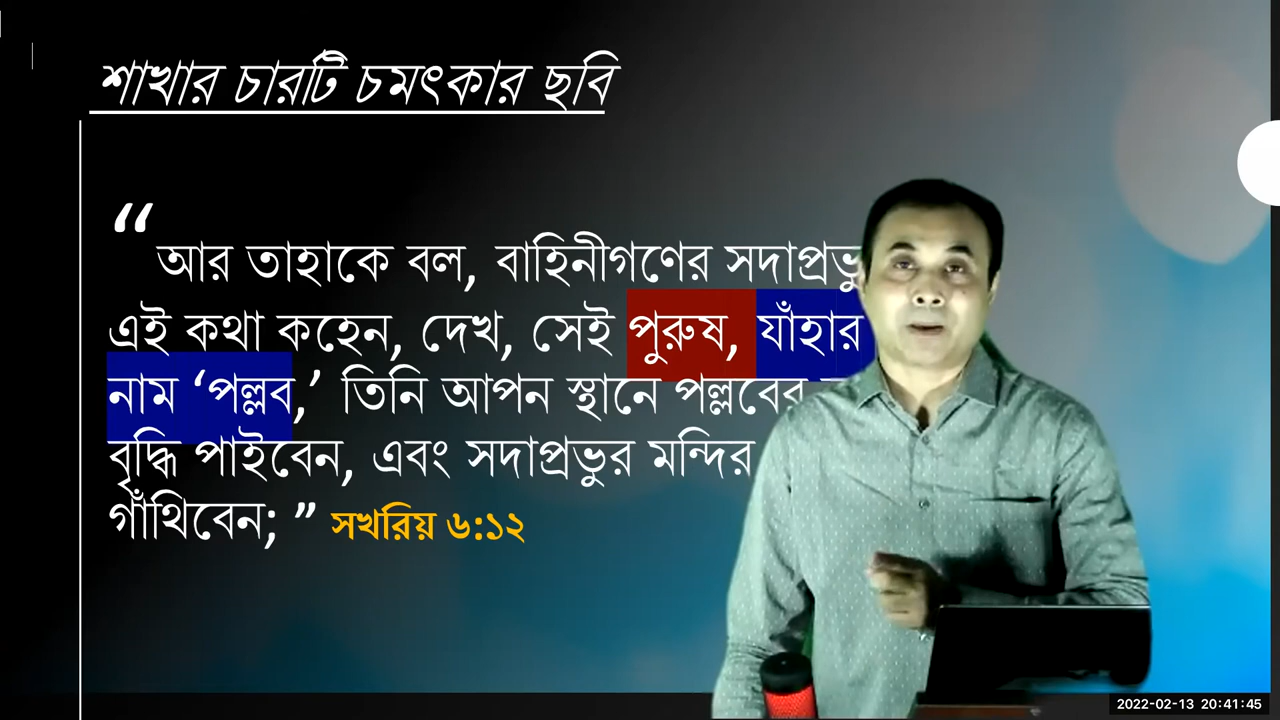 শাখার চারটি চমৎকার ছবি
“ আর তাহাকে বল, বাহিনীগণের সদাপ্রভু
এই কথা কহেন, দেখ, সেই পুরুষ, যাঁহার
নাম ‘পল্লব,’ তিনি আপন স্থানে পল্লবের
বৃদ্ধি পাইবেন, এবং সদাপ্রভুর মন্দির
গাঁথিবেন; ” সখরিয় ৬:১২
2022-02-13 20:41:45